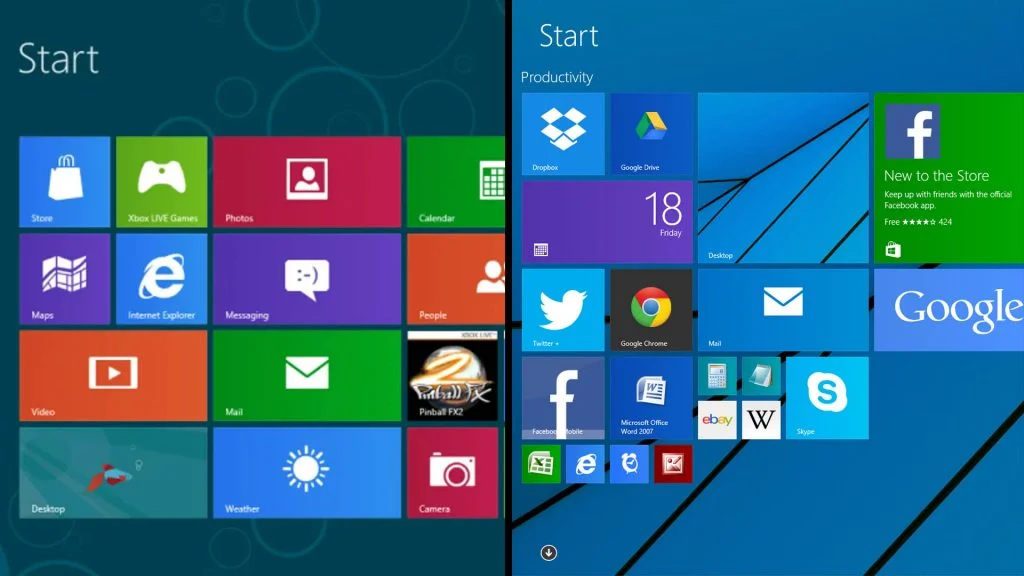 Start
Store
Xbox LIVE Games
Photos
Calendar
Maps
Internet Explorer
Messaging
People
Video
Mail
XBOX LIVE
Pinball FX
2
Pinball FX2
Desktop
Weather
Camera
Start
Productivity
Dropbox
Google Drive
18
Friday
Desktop
New to the Store
Keep up with friends with the official
Facebook app.
Free ★★★★☆ 424
Twitter +
Google Chrome
Mail
Google
Facebook Mobile
W
Microsoft Office
Word 2007
ebay
W
S
Skype